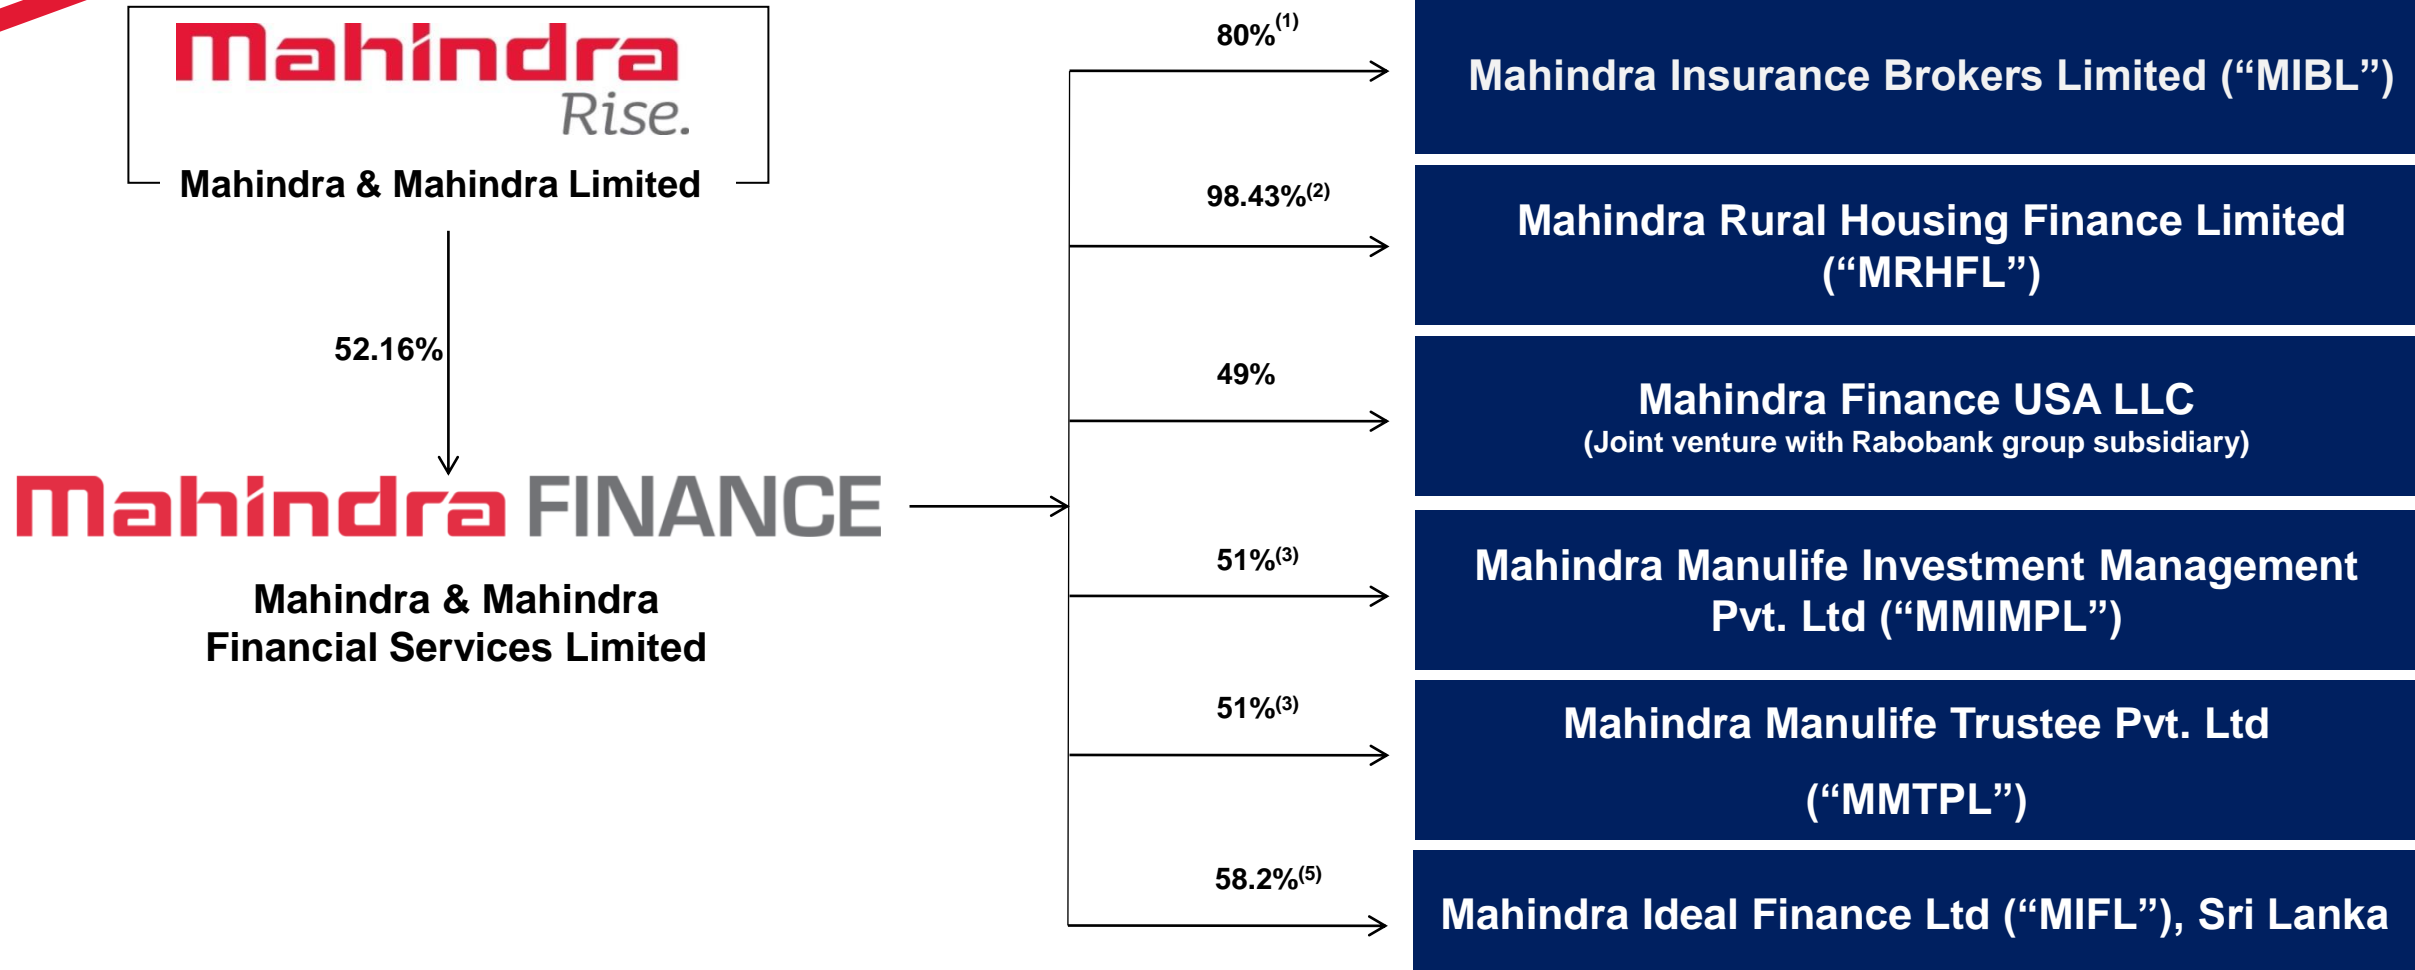 Mahindra
Rise.
Mahindra & Mahindra Limited
52.16%
Mahindra FINANCE
Mahindra & Mahindra
Financial Services Limited
80%(1)
Mahindra Insurance Brokers Limited (“MIBL”)
98.43%(2)
Mahindra Rural Housing Finance Limited
(“MRHFL”)
49%
Mahindra Finance USA LLC
(Joint venture with Rabobank group subsidiary)
51%(3)
Mahindra Manulife Investment Management
Pvt. Ltd (“MMIMPL”)
51%(3)
Mahindra Manulife Trustee Pvt. Ltd
(“MMTPL”)
58.2%(5)
Mahindra Ideal Finance Ltd (“MIFL”), Sri Lanka